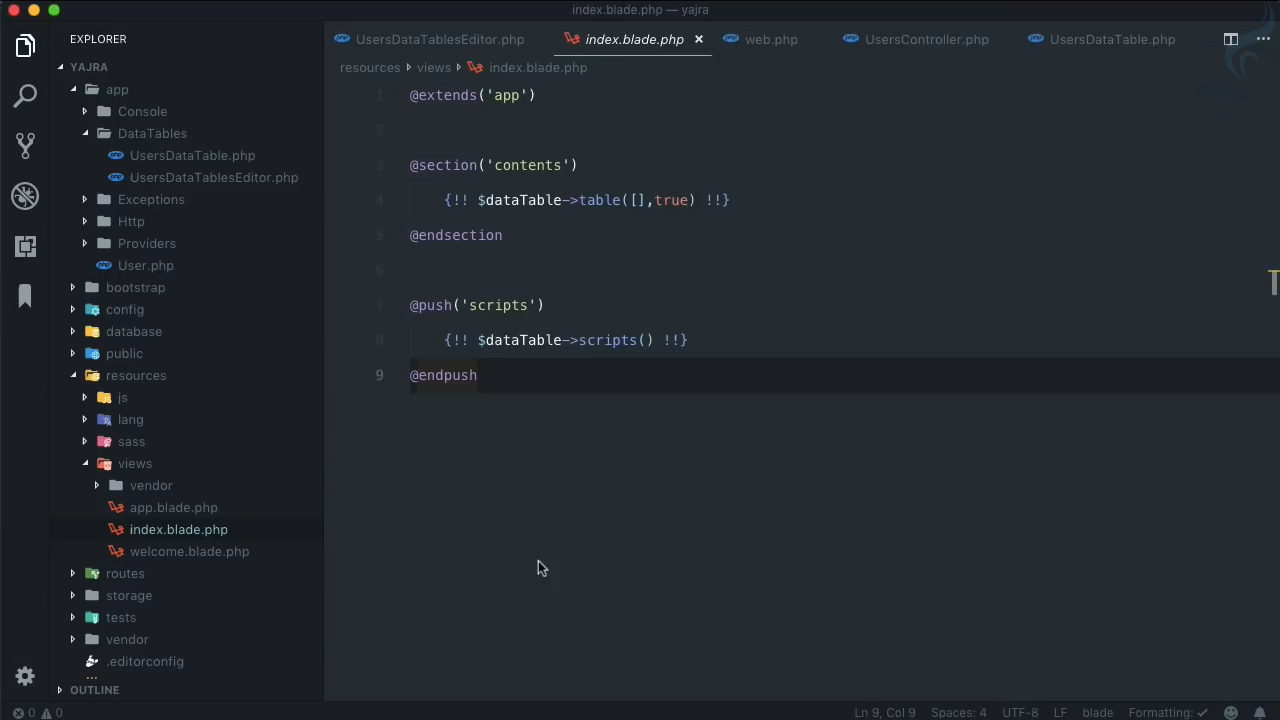 index.blade.php — yajra
EXPLORER
YAJRA
app
Console
DataTables
UsersDataTable.php
UsersDataTablesEditor.php
Exceptions
Http
Providers
User.php
bootstrap
config
database
public
resources
js
lang
sass
views
vendor
app.blade.php
index.blade.php
welcome.blade.php
routes
storage
tests
vendor
.editorconfig
OUTLINE
UsersDataTablesEditor.php index.blade.php web.php UsersController.php UsersDataTable.php
resources views index.blade.php
1 @extends('app')
2
3 @section('contents')
4 {!! $dataTable->table([],true) !!}
5 @endsection
6
7 @push('scripts')
8 {!! $dataTable->scripts() !!}
9 @endpush
0 0 Ln 9, Col 9 Spaces: 4 UTF-8 LF blade Formatting: ✓